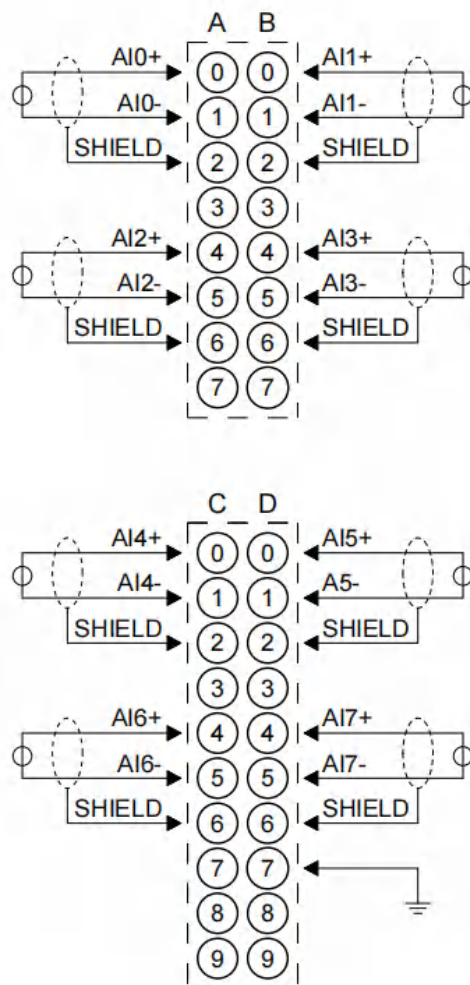 A B
AI0+ 0 0 AI1+
AI0- 1 1 AI1-
SHIELD 2 2 SHIELD
3 3
AI2+ 4 4 AI3+
AI2- 5 5 AI3-
SHIELD 6 6 SHIELD
7 7
C D
AI4+ 0 0 AI5+
AI4- 1 1 A5-
SHIELD 2 2 SHIELD
3 3
AI6+ 4 4 AI7+
AI6- 5 5 AI7-
SHIELD 6 6 SHIELD
7 7
8 8
9 9